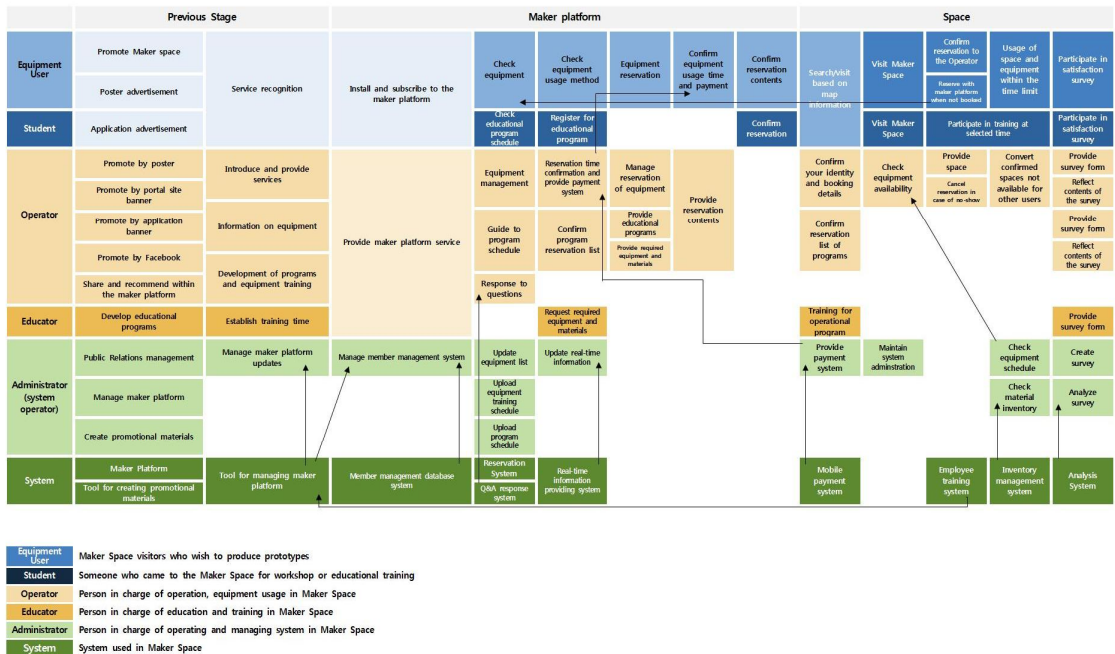 Previous Stage
Maker platform
Space
Equipment
User
Promote Maker space
Poster advertisement
Service recognition
Install and subscribe to the
maker platform
Check
equipment
Check
equipment
usage method
Equipment
reservation
Confirm
equipment
usage time
and payment
Confirm
reservation
contents
Search/visit
based on
map
information
Visit Maker
Space
Confirm
reservation to
the Operator
Reserve with
maker platform
when not booked
Usage of
space and
equipment
within the
time limit
Participate in
satisfaction
survey
Student
Application advertisement
Check
educational
program
schedule
Register for
educational
program
Confirm
reservation
Visit Maker
Space
Participate in training at
selected time
Participate in
satisfaction
survey
Operator
Promote by poster
Promote by portal site
banner
Promote by application
banner
Promote by Facebook
Share and recommend within
the maker platform
Introduce and provide
services
Information on equipment
Development of programs
and equipment training
Provide maker platform service
Equipment
management
Guide to
program
schedule
Response to
questions
Reservation time
confirmation and
provide payment
system
Confirm
program
reservation list
Manage
reservation
of equipment
Provide
educational
programs
Provide required
equipment and
materials
Provide
reservation
contents
Confirm
your identity
and booking
details
Confirm
reservation
list of
programs
Check
equipment
availability
Provide
space
Cancel
reservation in
case of no-show
Convert
confirmed
spaces not
available for
other users
Provide
survey form
Reflect
contents of
the survey
Provide
survey form
Reflect
contents of
the survey
Educator
Develop educational
programs
Establish training time
Request required
equipment and
materials
Training for
operational
program
Provide
survey form
Administrator
(system
operator)
Public Relations management
Manage maker platform
Create promotional materials
Manage maker platform
updates
Manage member management system
Update
equipment list
Upload
equipment
training
schedule
Upload
program
schedule
Update real-time
information
Provide
payment
system
Maintain
system
adminstration
Check
equipment
schedule
Check
material
inventory
Create
survey
Analyze
survey
System
Maker Platform
Tool for creating promotional
materials
Tool for managing maker
platform
Member management database
system
Reservation
System
Q&A response
system
Real-time
information
providing system
Mobile
payment
system
Employee
training
system
Inventory
management
system
Analysis
System
Equipment
User
Maker Space visitors who wish to produce prototypes
Student
Someone who came to the Maker Space for workshop or educational training
Operator
Person in charge of operation, equipment usage in Maker Space
Educator
Person in charge of education and training in Maker Space
Administrator
Person in charge of operating and managing system in Maker Space
System
System used in Maker Space